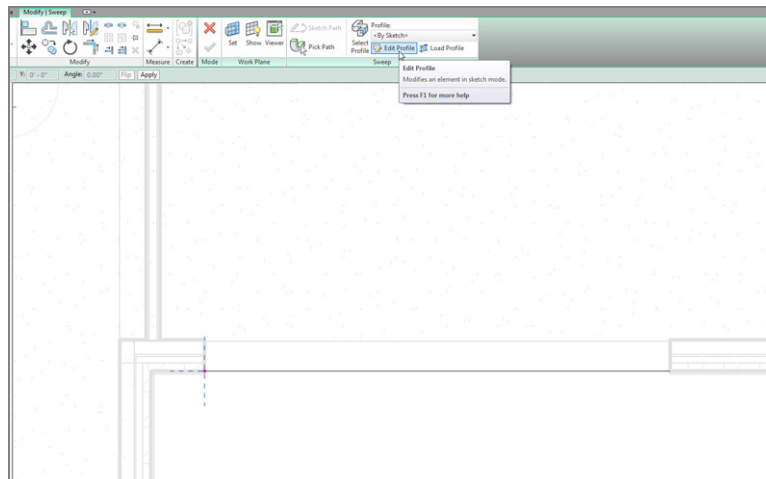 Modify | Sweep
Sketch Path
Pick Path
Profile:
<By Sketch>
Select
Profile
Edit Profile
Load Profile
Set
Show
Viewer
Modify
Measure
Create
Mode
Work Plane
Sweep
Y: 0' - 0"
Angle: 0.00°
Flip
Apply
Edit Profile
Modifies an element in sketch mode.
Press F1 for more help